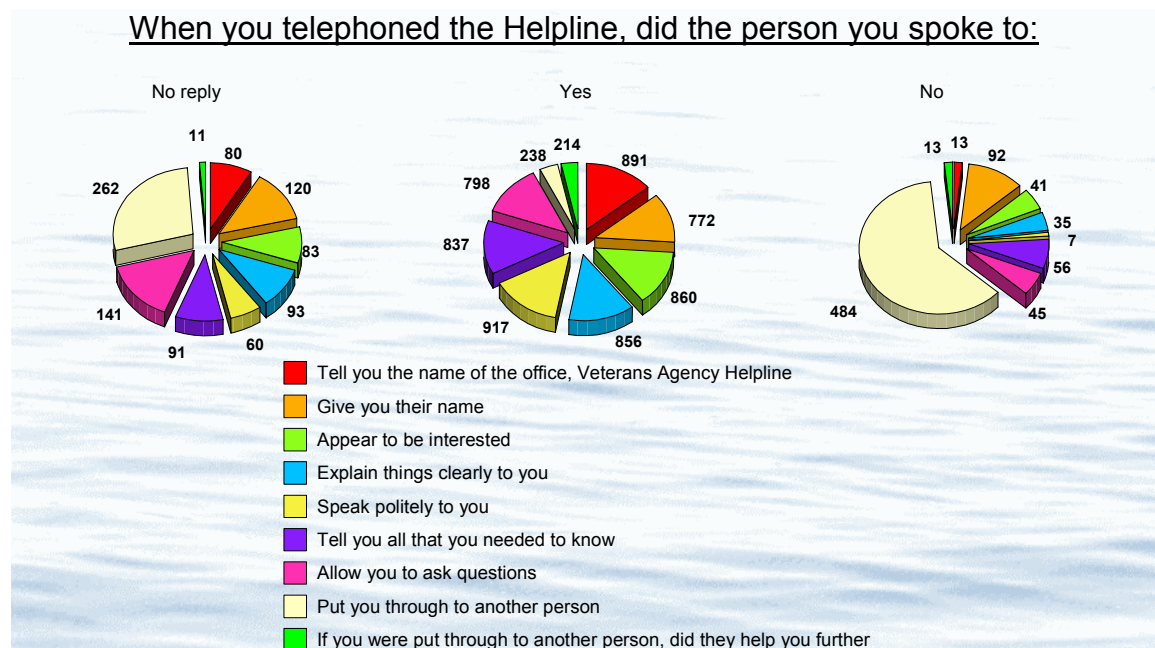 When you telephoned the Helpline, did the person you spoke to:
No reply
Yes
No
11
80
120
83
93
60
91
141
262
214
891
772
860
856
917
837
798
238
13
13
92
41
35
7
56
45
484
Tell you the name of the office, Veterans Agency Helpline
Give you their name
Appear to be interested
Explain things clearly to you
Speak politely to you
Tell you all that you needed to know
Allow you to ask questions
Put you through to another person
If you were put through to another person, did they help you further